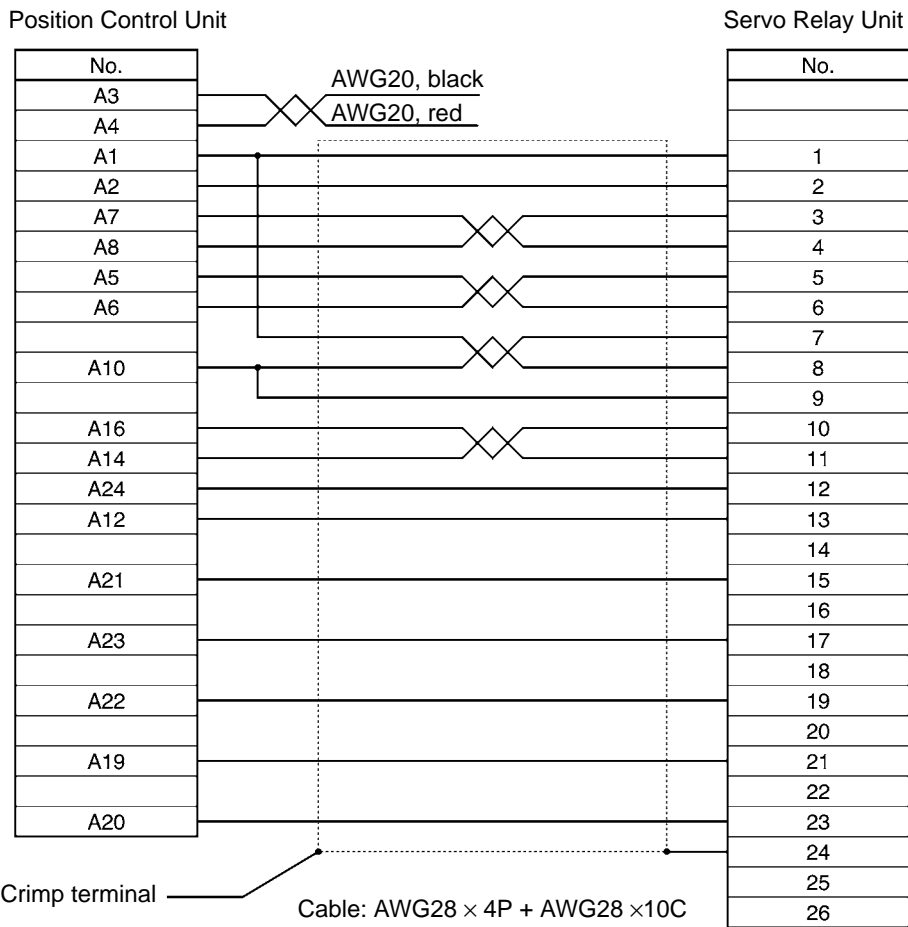 Position Control Unit Servo Relay Unit
No. No.
A3 AWG20, black
A4 AWG20, red
A1 1
A2 2
A7 3
A8 4
A5 5
A6 6
7
A10 8
9
A16 10
A14 11
A24 12
A12 13
14
A21 15
16
A23 17
18
A22 19
20
A19 21
22
A20 23
24
25
Crimp terminal Cable: AWG28 × 4P + AWG28 ×10C 26